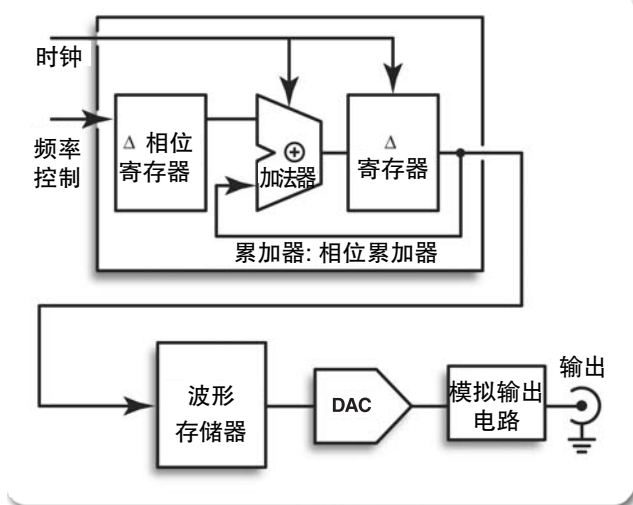 时钟
频率
控制
Δ 相位
寄存器
加法器
Δ
寄存器
累加器: 相位累加器
波形
存储器
DAC
模拟输出
电路
输出